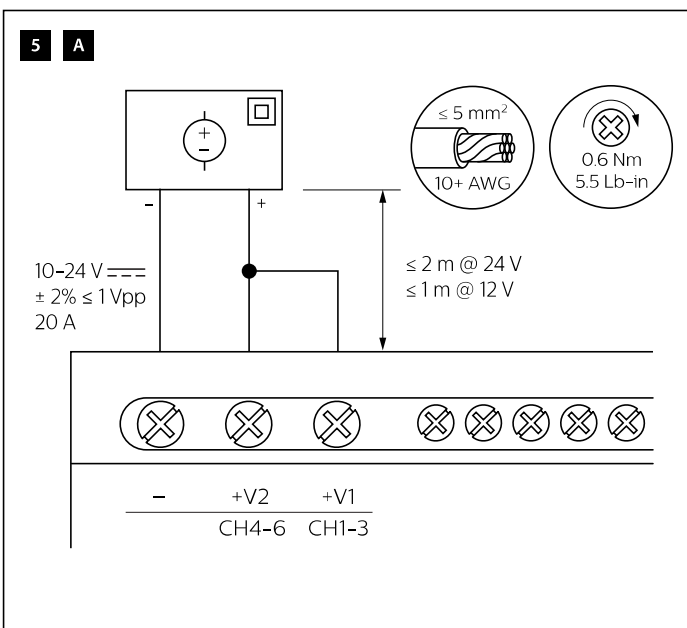 5 A
≤ 5 mm²
10+ AWG
0.6 Nm
5.5 Lb-in
+
−
− +
10–24 V
± 2% ≤ 1 Vpp
20 A
≤ 2 m @ 24 V
≤ 1 m @ 12 V
− +V2 +V1
CH4-6 CH1-3